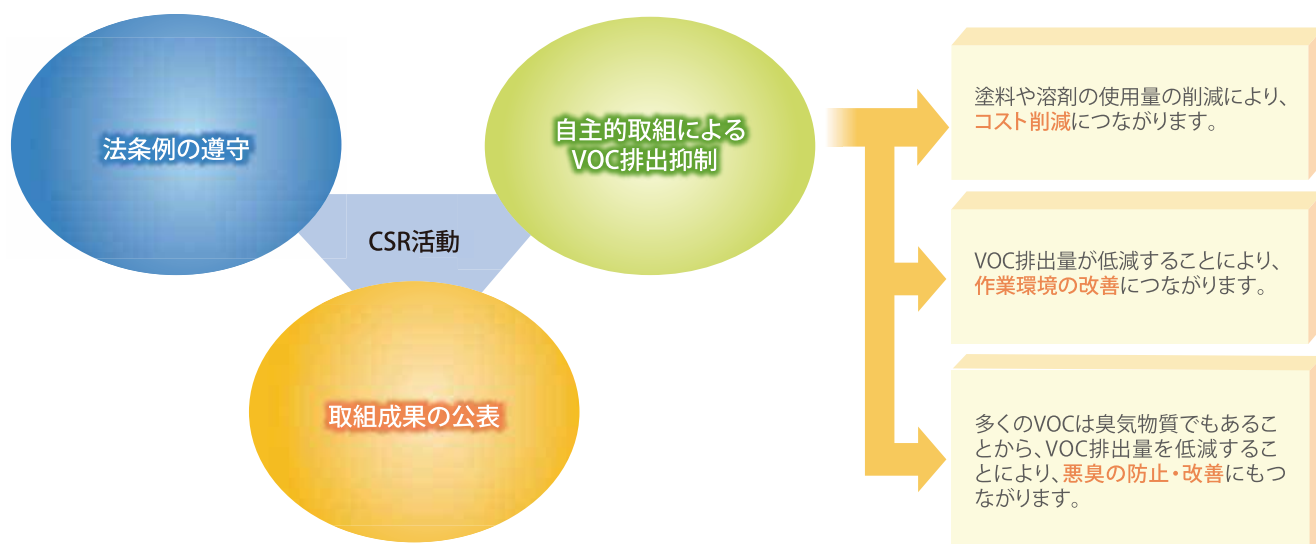 法条例の遵守
自主的取組による
VOC排出抑制
CSR活動
取組成果の公表
塗料や溶剤の使用量の削減により、
コスト削減につながります。
VOC排出量が低減することにより、
作業環境の改善につながります。
多くのVOCは臭気物質でもあるこ
とから、VOC排出量を低減するこ
とにより、悪臭の防止・改善にもつ
ながります。